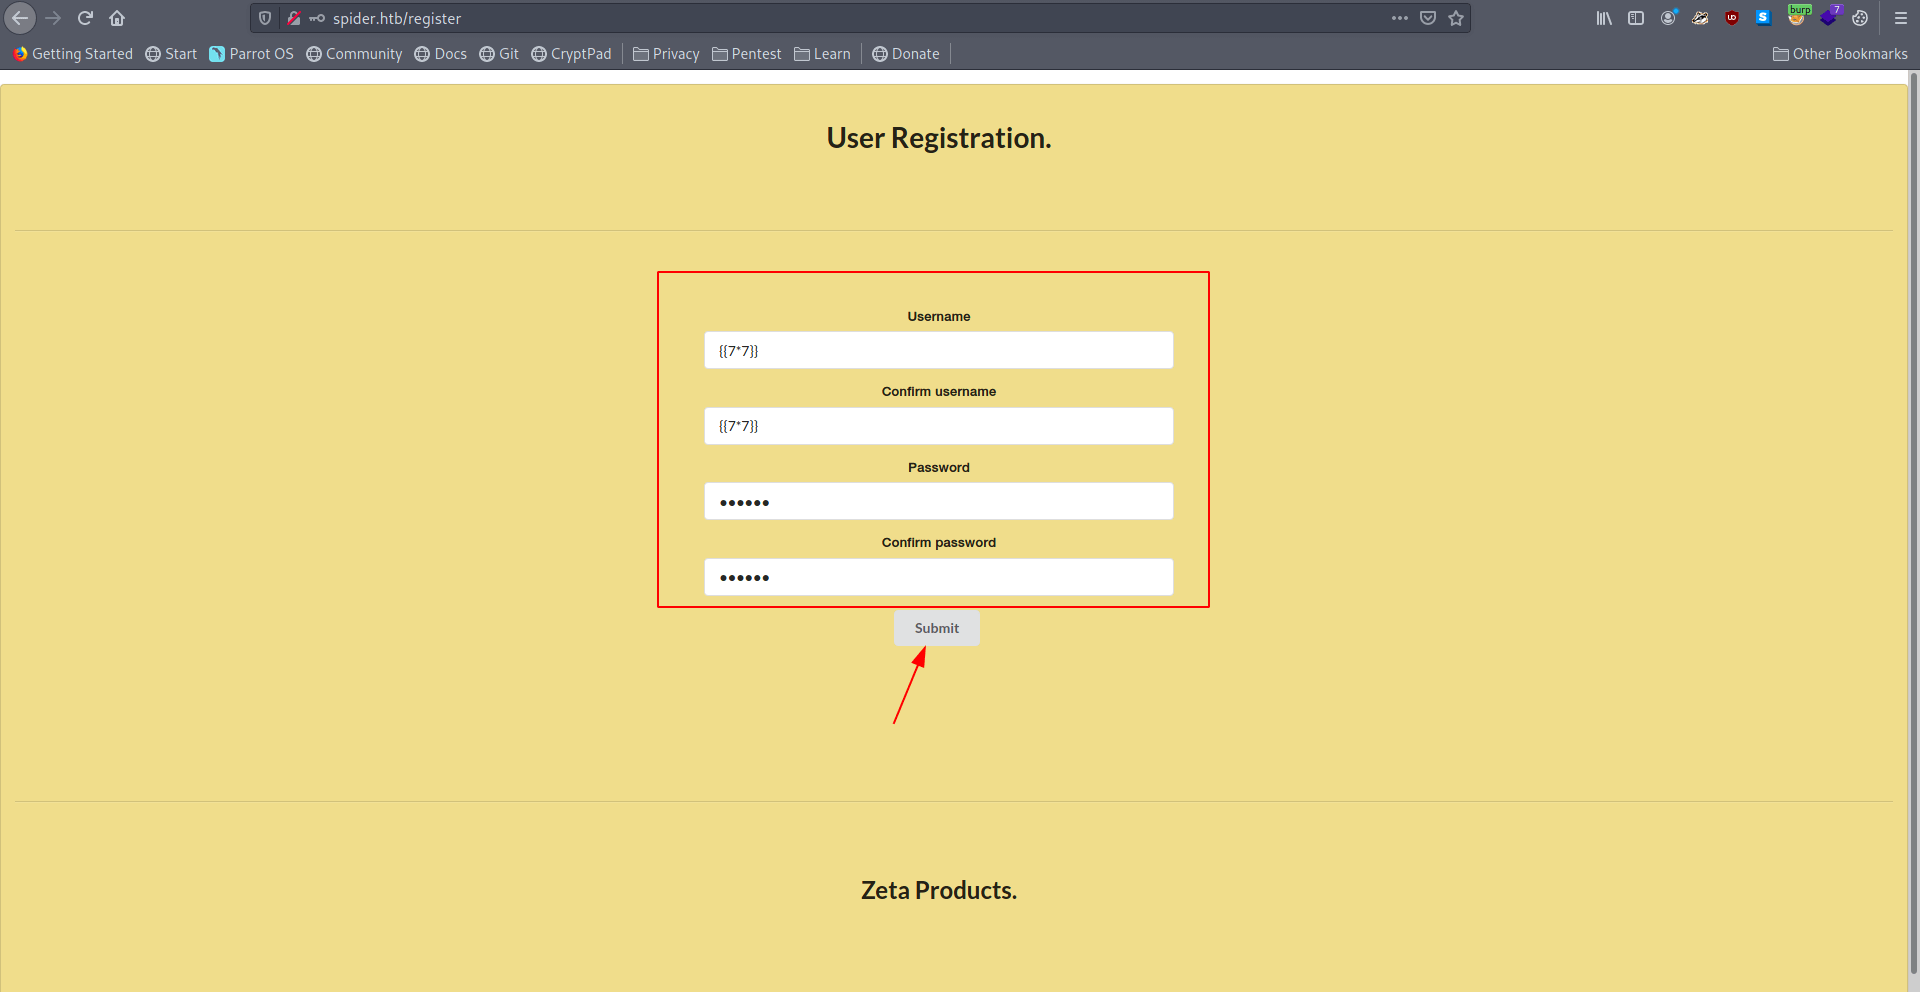 spider.htb/register
burp
7
Getting Started Start Parrot OS Community Docs Git CryptPad Privacy Pentest Learn Donate Other Bookmarks
User Registration.
Username
{{7*7}}
Confirm username
{{7*7}}
Password
••••••
Confirm password
••••••
Submit
Zeta Products.